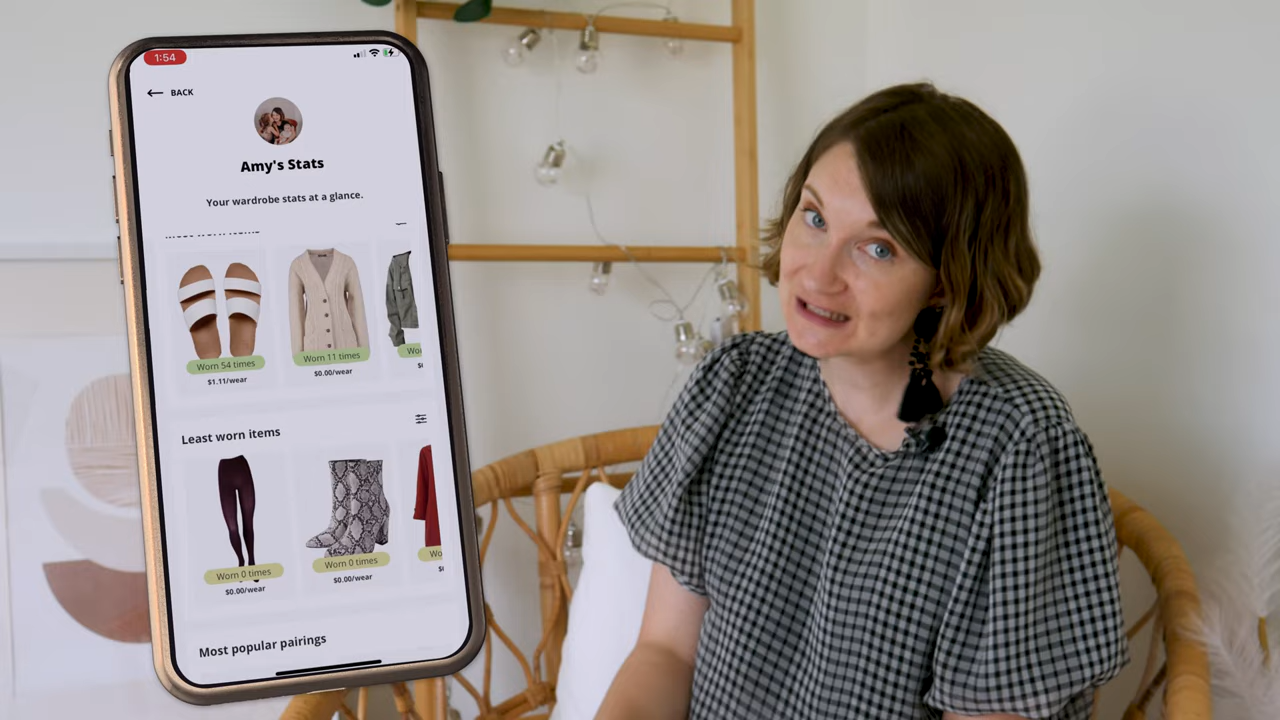 1:54
BACK
Amy's Stats
Your wardrobe stats at a glance.
Worn 54 times
Worn 11 times
Wo
$1.11/wear
$0.00/wear
Least worn items
Worn 0 times
Worn 0 times
Wo
$0.00/wear
$0.00/wear
Most popular pairings